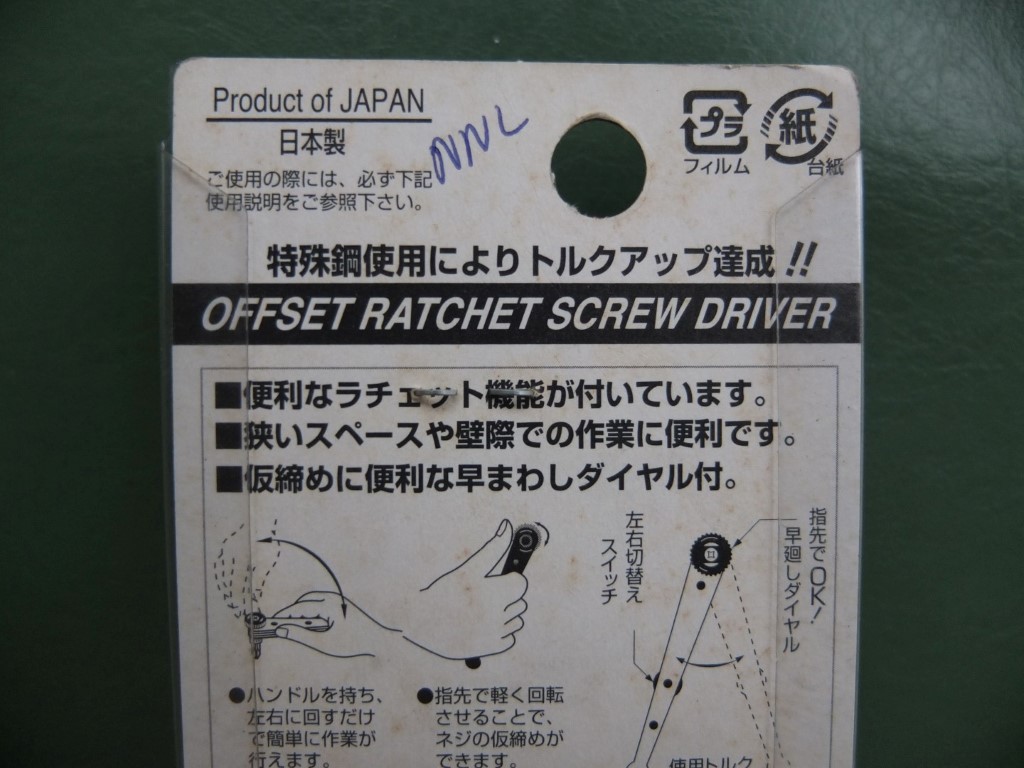 Product of JAPAN
日本製
NNL
ご使用の際には、必ず下記
使用説明をご参照下さい。
プラ
フィルム
紙
台紙
特殊鋼使用によりトルクアップ達成!!
OFFSET RATCHET SCREW DRIVER
■便利なラチェット機能が付いています。
■狭いスペースや壁際での作業に便利です。
■仮締めに便利な早まわしダイヤル付。
左右切替え
スイッチ
指先でOK!
早廻しダイヤル
●ハンドルを持ち、
左右に回すだけ
で簡単に作業が
行えます。
●指先で軽く回転
させることで、
ネジの仮締めが
できます。
使用トルク